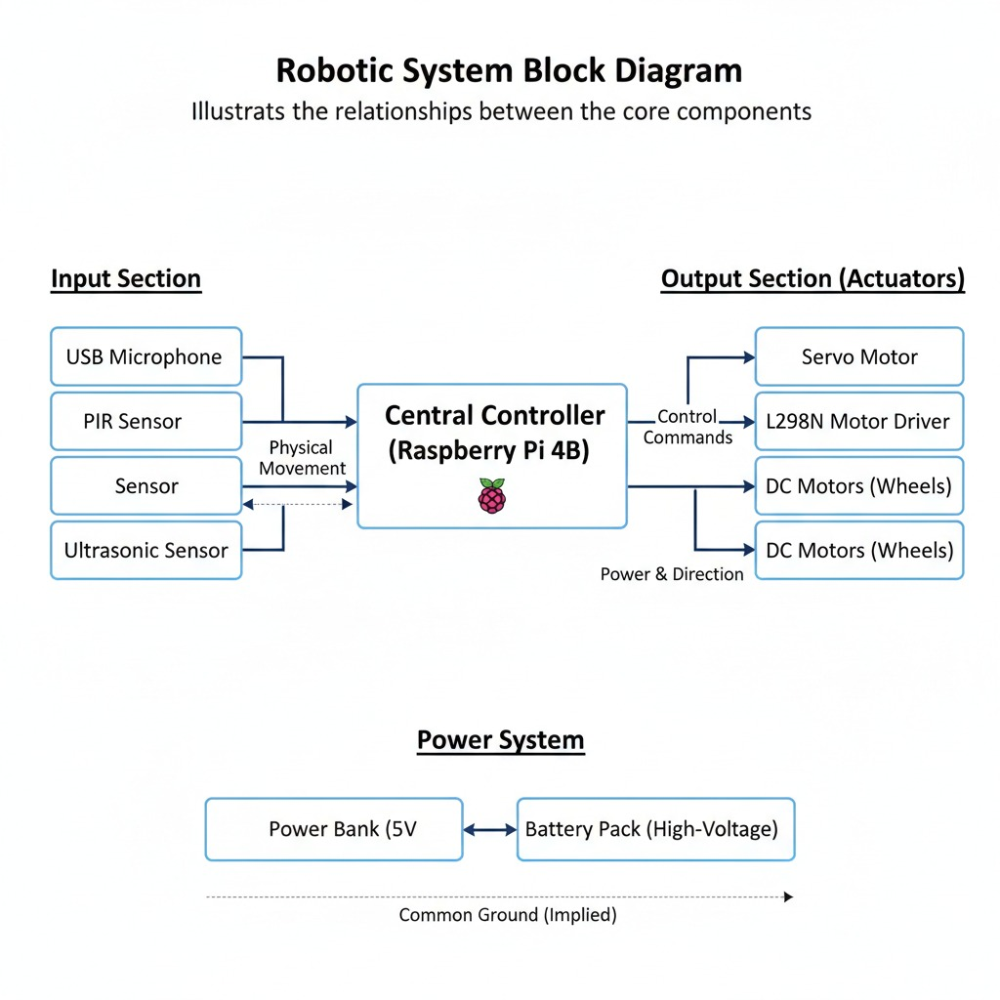 Robotic System Block Diagram
Illustrats the relationships between the core components
Input Section
USB Microphone
PIR Sensor
Sensor
Ultrasonic Sensor
Physical
Movement
Central Controller
(Raspberry Pi 4B)
Output Section (Actuators)
Control
Commands
Servo Motor
L298N Motor Driver
DC Motors (Wheels)
DC Motors (Wheels)
Power & Direction
Power System
Power Bank (5V
Battery Pack (High-Voltage)
Common Ground (Implied)